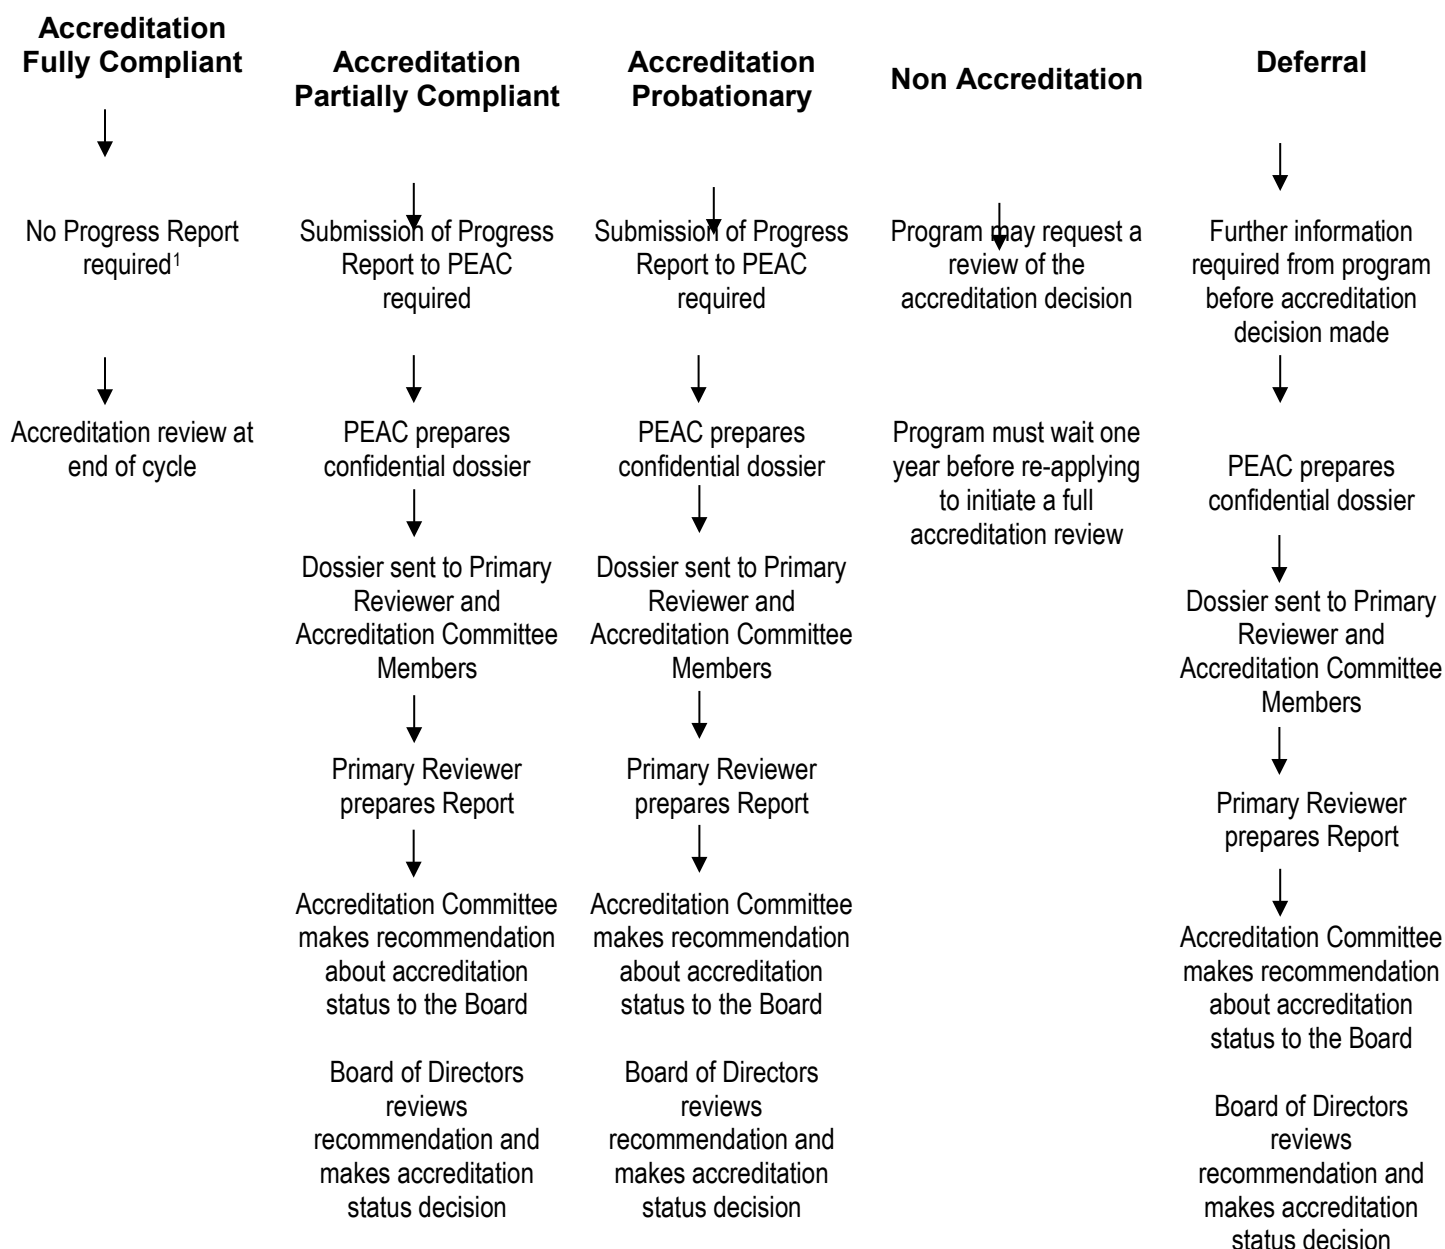 Accreditation
Fully Compliant
No Progress Report
required1
Accreditation review at
end of cycle
Accreditation
Partially Compliant
Submission of Progress
Report to PEAC
required
PEAC prepares
confidential dossier
Dossier sent to Primary
Reviewer and
Accreditation Committee
Members
Primary Reviewer
prepares Report
Accreditation Committee
makes recommendation
about accreditation
status to the Board
Board of Directors
reviews
recommendation and
makes accreditation
status decision
Accreditation
Probationary
Submission of Progress
Report to PEAC
required
PEAC prepares
confidential dossier
Dossier sent to Primary
Reviewer and
Accreditation Committee
Members
Primary Reviewer
prepares Report
Accreditation Committee
makes recommendation
about accreditation
status to the Board
Board of Directors
reviews
recommendation and
makes accreditation
status decision
Non Accreditation
Program may request a
review of the
accreditation decision
Program must wait one
year before re-applying
to initiate a full
accreditation review
Deferral
Further information
required from program
before accreditation
decision made
PEAC prepares
confidential dossier
Dossier sent to Primary
Reviewer and
Accreditation Committee
Members
Primary Reviewer
prepares Report
Accreditation Committee
makes recommendation
about accreditation
status to the Board
Board of Directors
reviews
recommendation and
makes accreditation
status decision